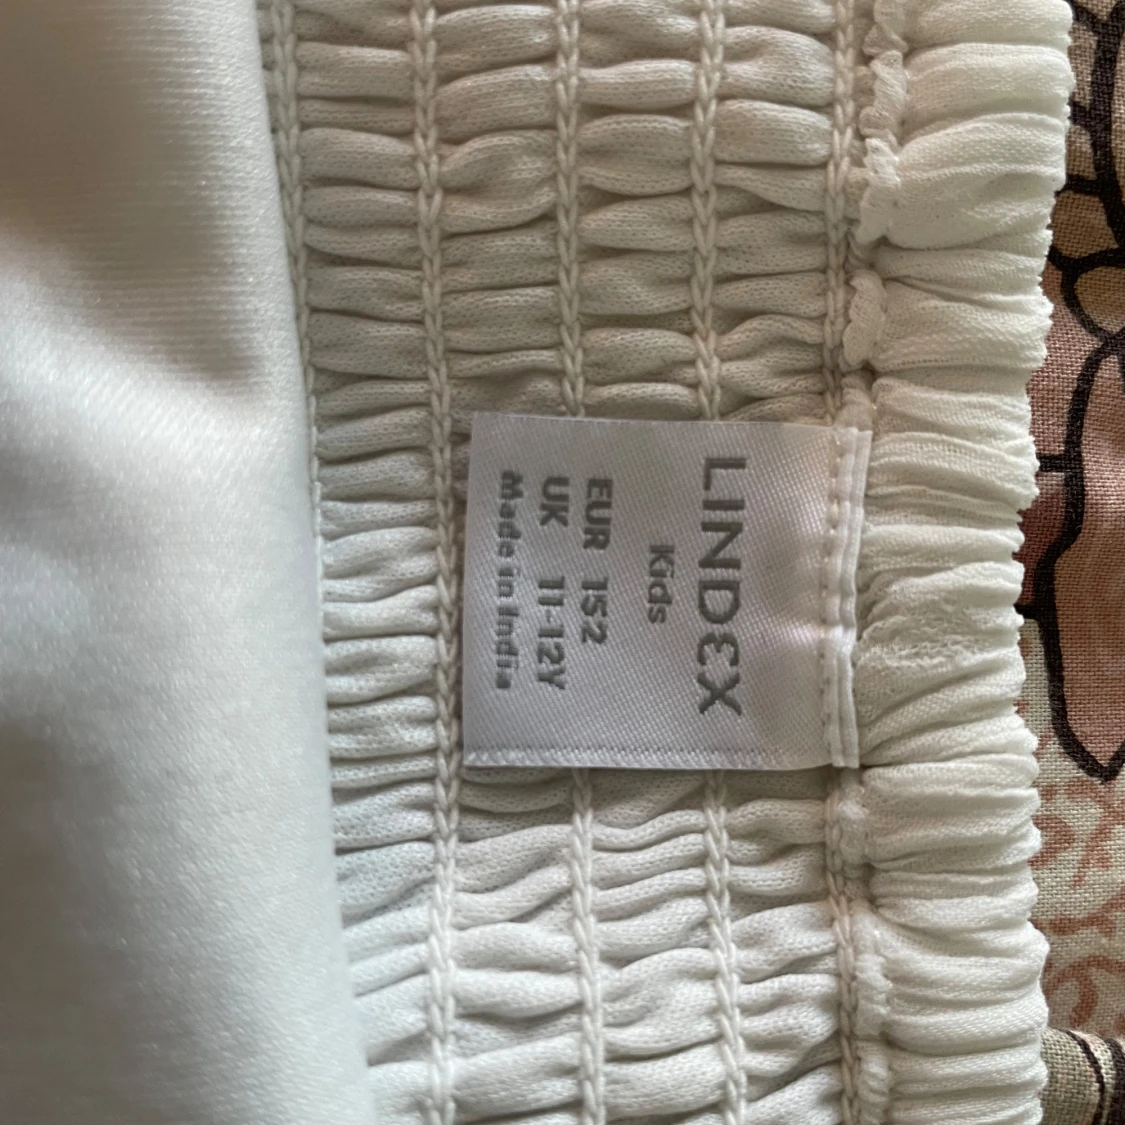 LINDEX
Kids
EUR 152
UK 11-12Y
Made in India